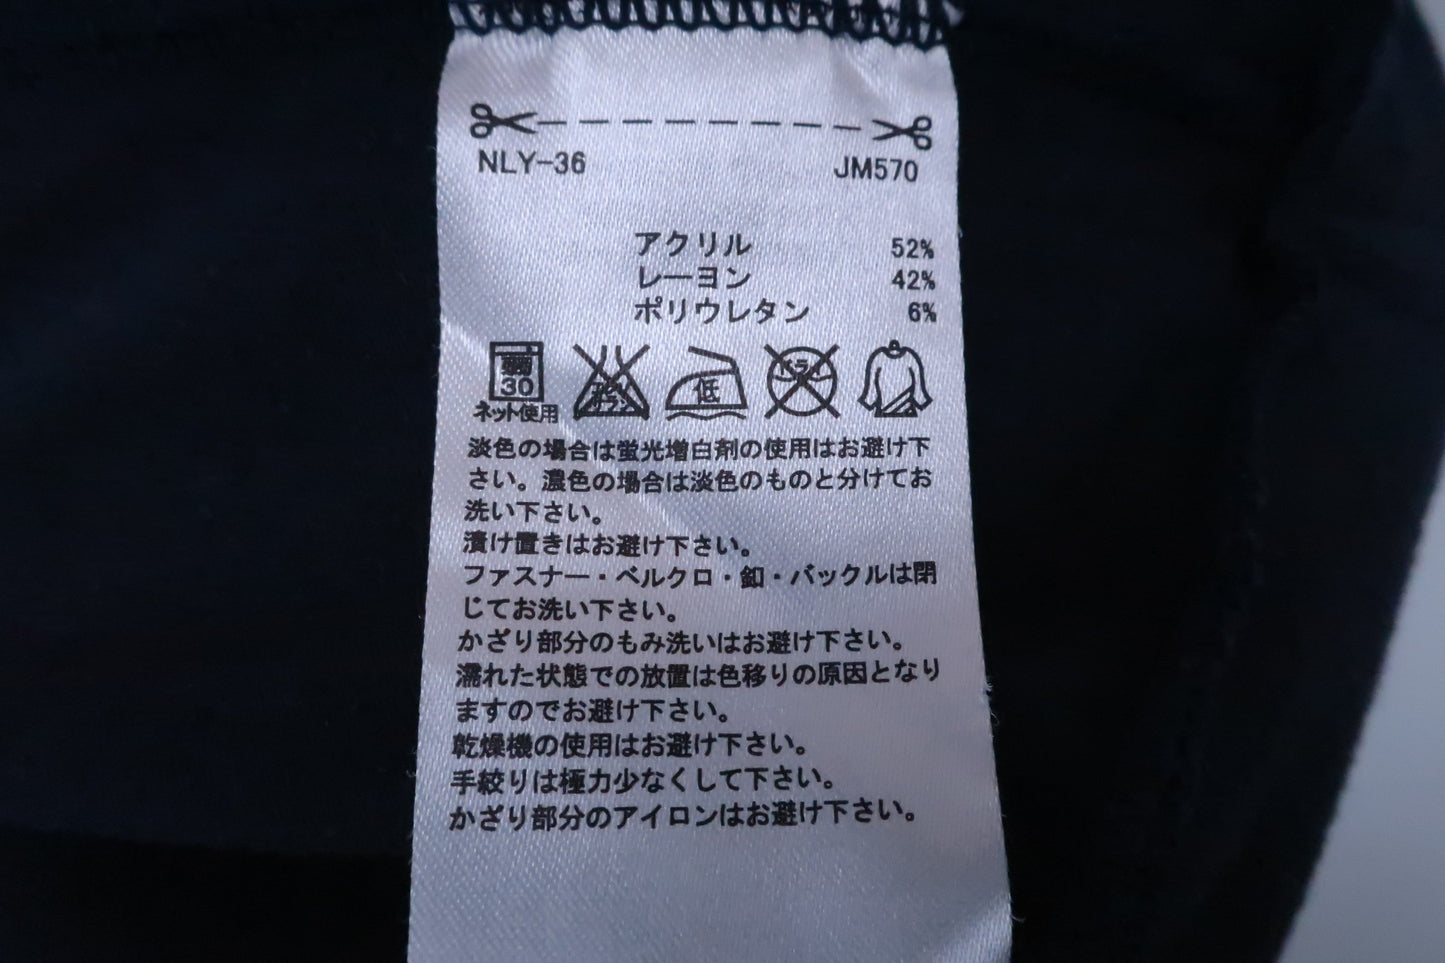 NLY-36 JM570
アクリル 52%
レーヨン 42%
ポリウレタン 6%
弱 30 低 ドライ
ネット使用
淡色の場合は蛍光増白剤の使用はお避け下
さい。濃色の場合は淡色のものと分けてお
洗い下さい。
漬け置きはお避け下さい。
ファスナー・ベルクロ・釦・バックルは閉
じてお洗い下さい。
かざり部分のもみ洗いはお避け下さい。
濡れた状態での放置は色移りの原因となり
ますのでお避け下さい。
乾燥機の使用はお避け下さい。
手絞りは極力少なくして下さい。
かざり部分のアイロンはお避け下さい。